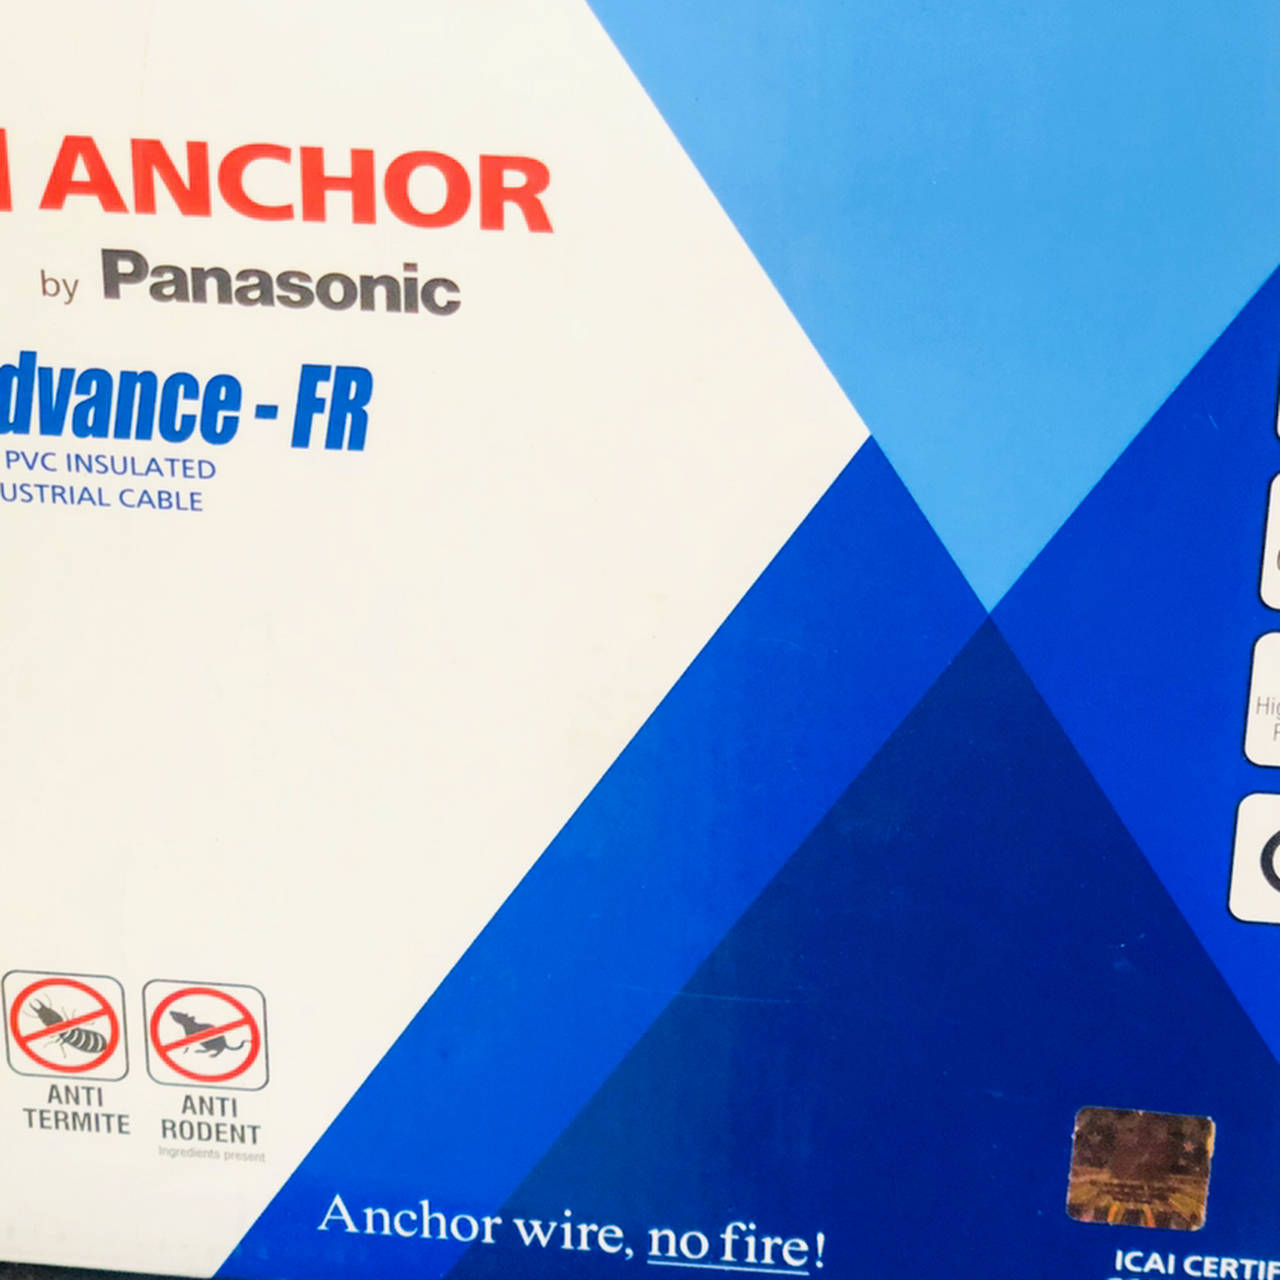 ANCHOR
by Panasonic
dvance - FR
PVC INSULATED
USTRIAL CABLE
ANTI
TERMITE
ANTI
RODENT
Ingredients present
Anchor wire, no fire!
ICAI CERTIF
Hig